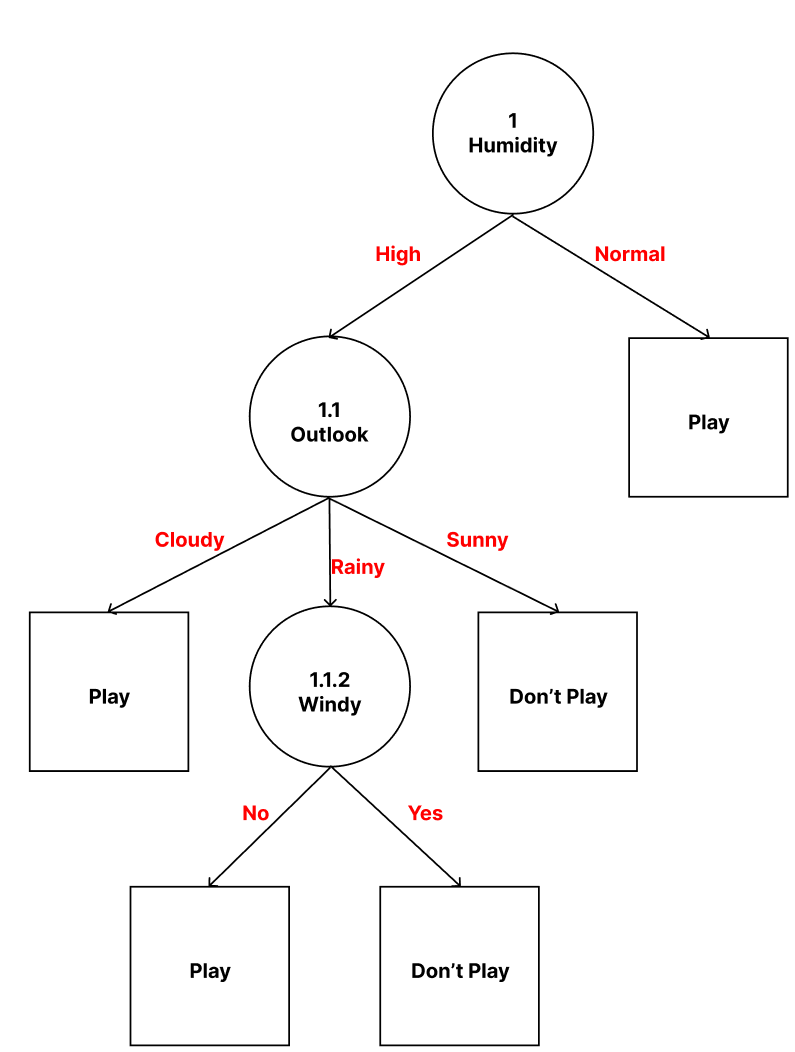 1
Humidity
High
Normal
1.1
Outlook
Play
Cloudy
Rainy
Sunny
Play
1.1.2
Windy
Don’t Play
No
Yes
Play
Don’t Play